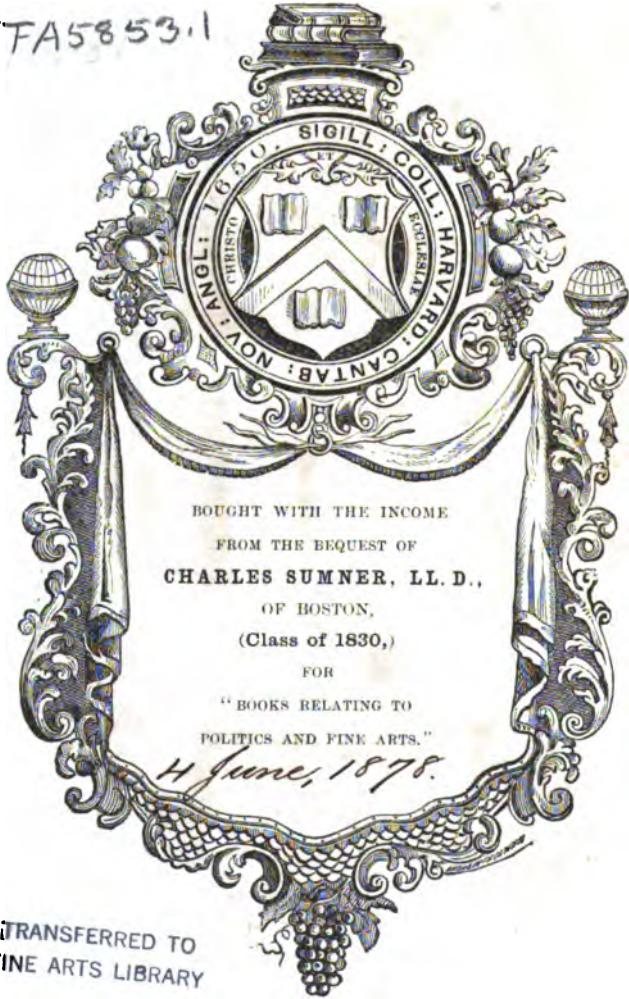 FA5853.1
SIGILL: COLL: HARVARD: CANTAB: NOV: ANGL: 1650.
ET
CHRISTO
ECCLESIAE
BOUGHT WITH THE INCOME
FROM THE BEQUEST OF
CHARLES SUMNER, LL. D.,
OF BOSTON,
(Class of 1830,)
FOR
“BOOKS RELATING TO
POLITICS AND FINE ARTS.”
4 June, 1878.
TRANSFERRED TO
INE ARTS LIBRARY